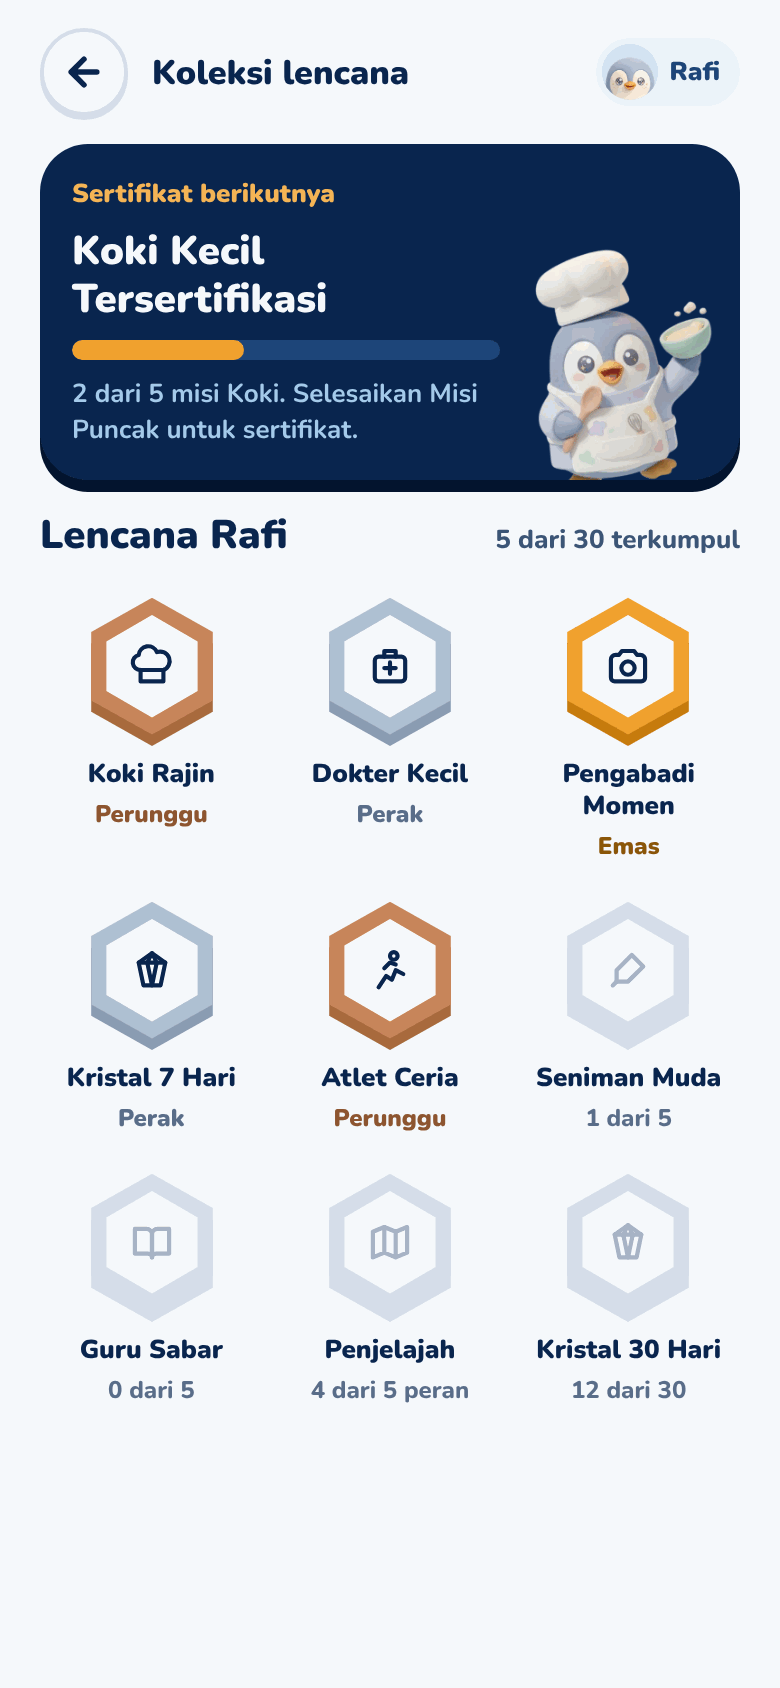 Koleksi lencana
Rafi
Sertifikat berikutnya
Koki Kecil
Tersertifikasi
2 dari 5 misi Koki. Selesaikan Misi
Puncak untuk sertifikat.
Lencana Rafi
5 dari 30 terkumpul
Koki Rajin
Perunggu
Dokter Kecil
Perak
Pengabadi
Momen
Emas
Kristal 7 Hari
Perak
Atlet Ceria
Perunggu
Seniman Muda
1 dari 5
Guru Sabar
0 dari 5
Penjelajah
4 dari 5 peran
Kristal 30 Hari
12 dari 30